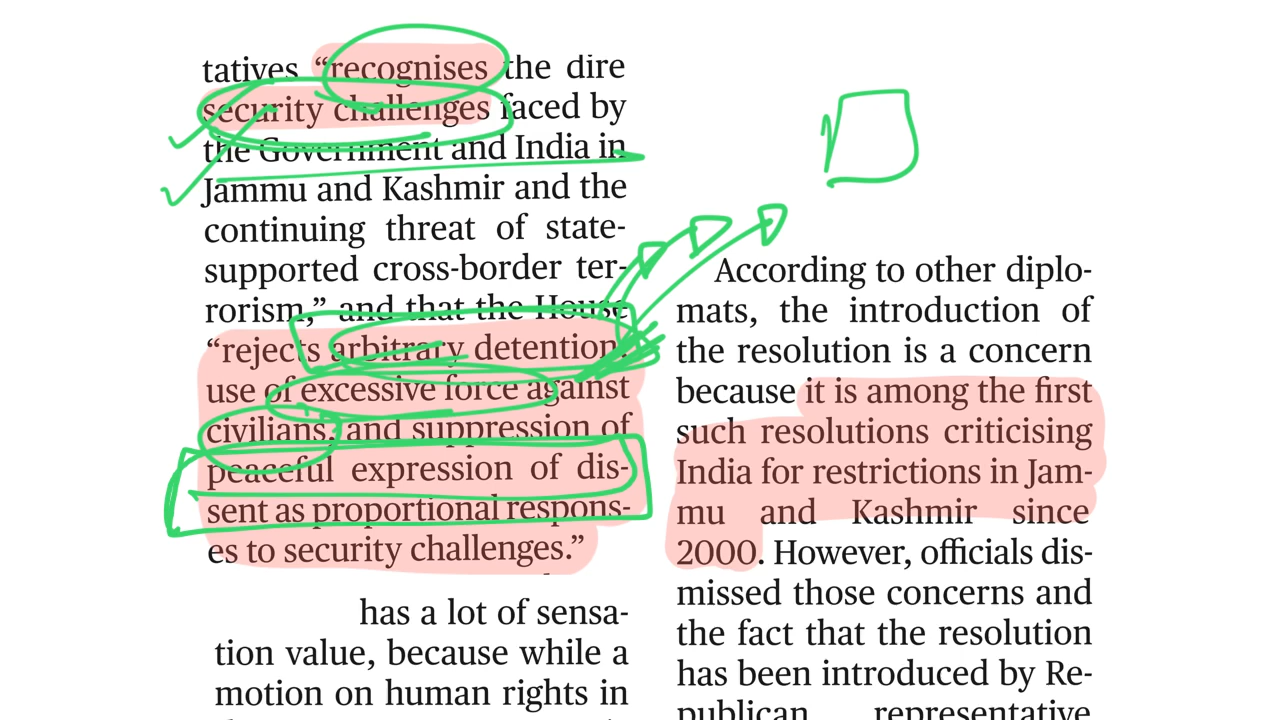 tatives “recognises the dire
security challenges faced by
the Government and India in
Jammu and Kashmir and the
continuing threat of state-
supported cross-border ter-
rorism,” and that the House
“rejects arbitrary detention,
use of excessive force against
civilians, and suppression of
peaceful expression of dis-
sent as proportional respons-
es to security challenges.”
has a lot of sensa-
tion value, because while a
motion on human rights in
According to other diplo-
mats, the introduction of
the resolution is a concern
because it is among the first
such resolutions criticising
India for restrictions in Jam-
mu and Kashmir since
2000. However, officials dis-
missed those concerns and
the fact that the resolution
has been introduced by Re-
publican representative